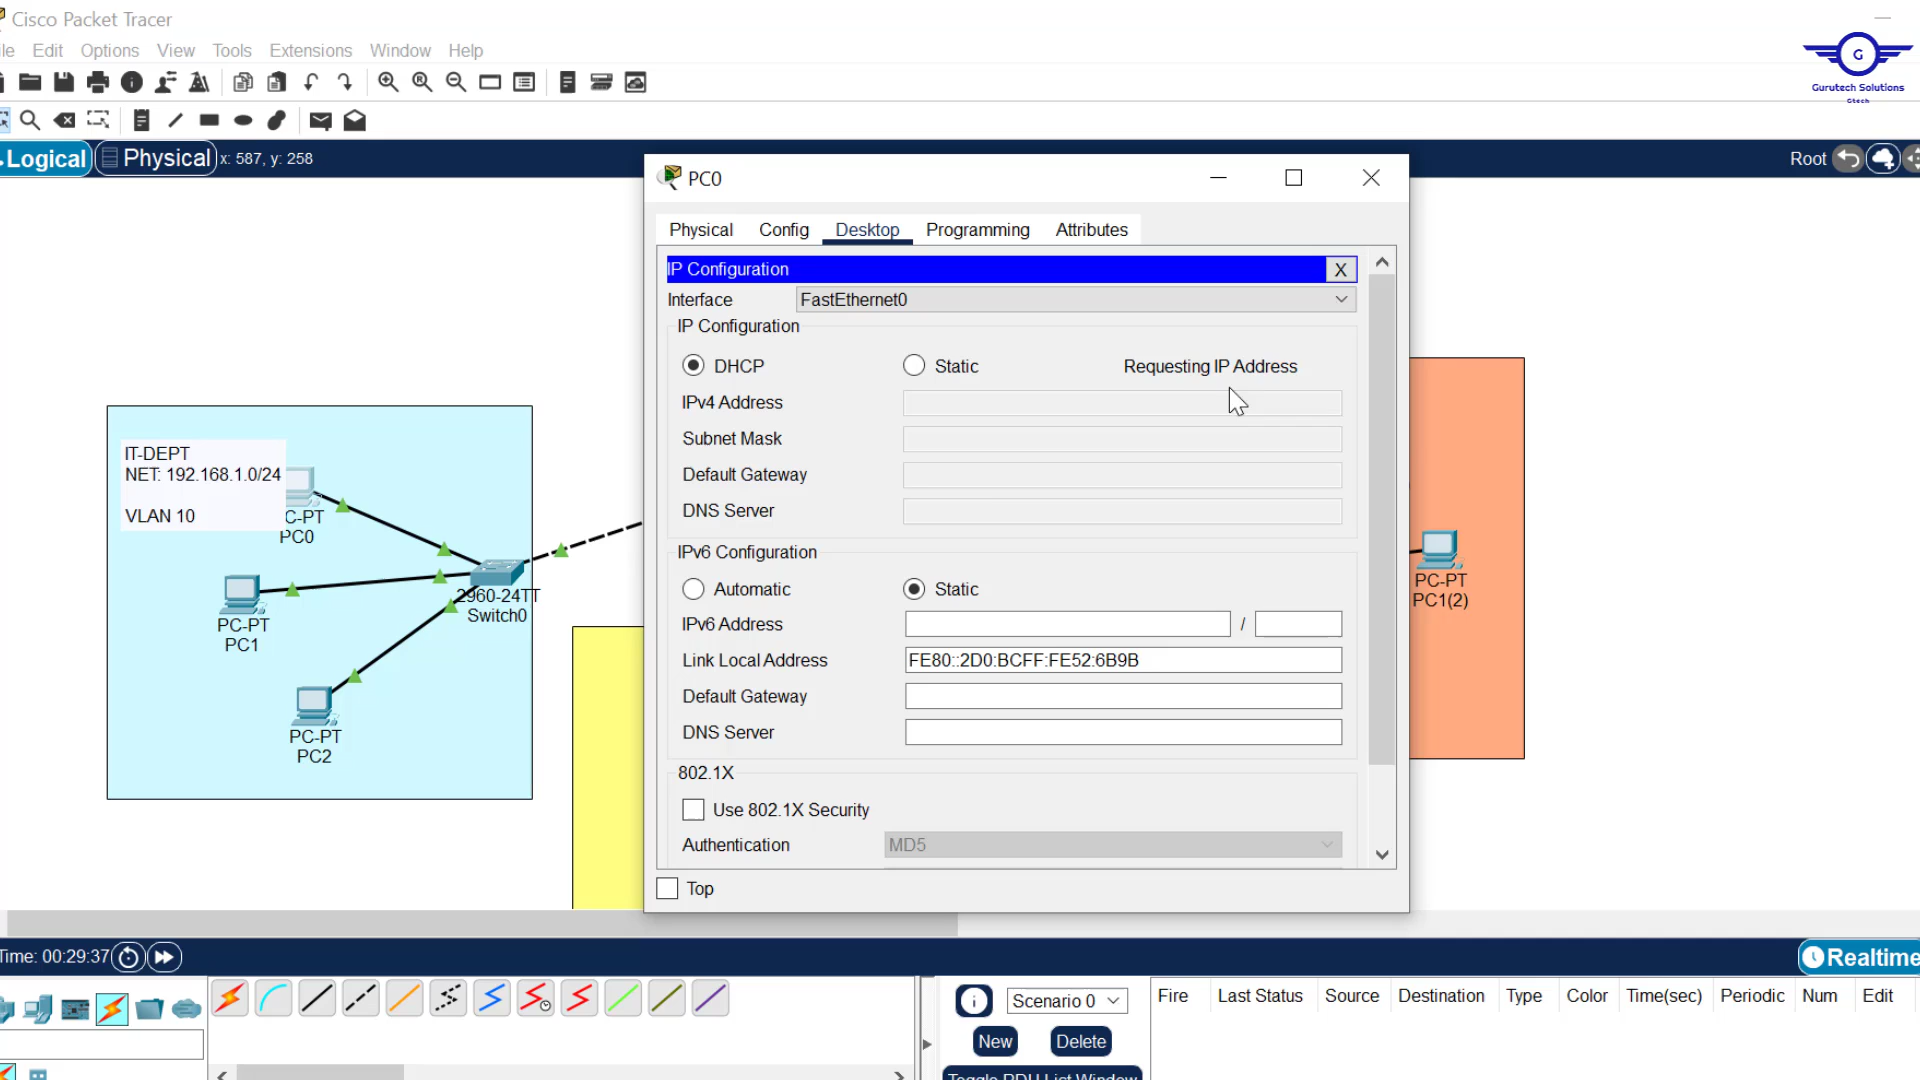 Cisco Packet Tracer
ile Edit Options View Tools Extensions Window Help
G
Gurutech Solutions
Gtech
Logical Physical x: 587, y: 258
Root
PC0
Physical Config Desktop Programming Attributes
IP Configuration X
Interface FastEthernet0
IP Configuration
DHCP Static Requesting IP Address
IPv4 Address
Subnet Mask
Default Gateway
DNS Server
IPv6 Configuration
Automatic Static
IPv6 Address /
Link Local Address FE80::2D0:BCFF:FE52:6B9B
Default Gateway
DNS Server
802.1X
Use 802.1X Security
Authentication MD5
Top
IT-DEPT
NET: 192.168.1.0/24
VLAN 10
C-PT
PC0
PC-PT
PC1
2960-24TT
Switch0
PC-PT
PC2
PC-PT
PC1(2)
Time: 00:29:37
Realtime
Scenario 0
New Delete
Toggle PDU List Window
Fire Last Status Source Destination Type Color Time(sec) Periodic Num Edit